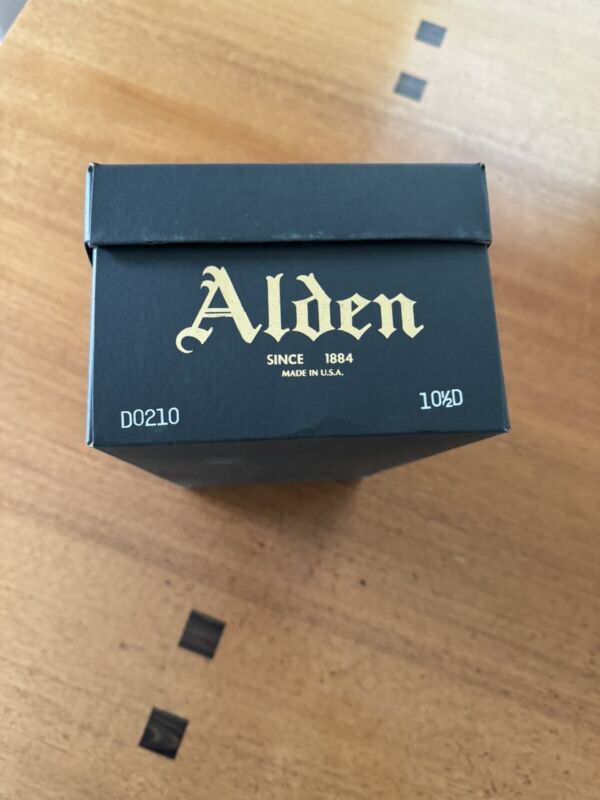 Alden
SINCE 1884
MADE IN U.S.A.
D0210 10½D